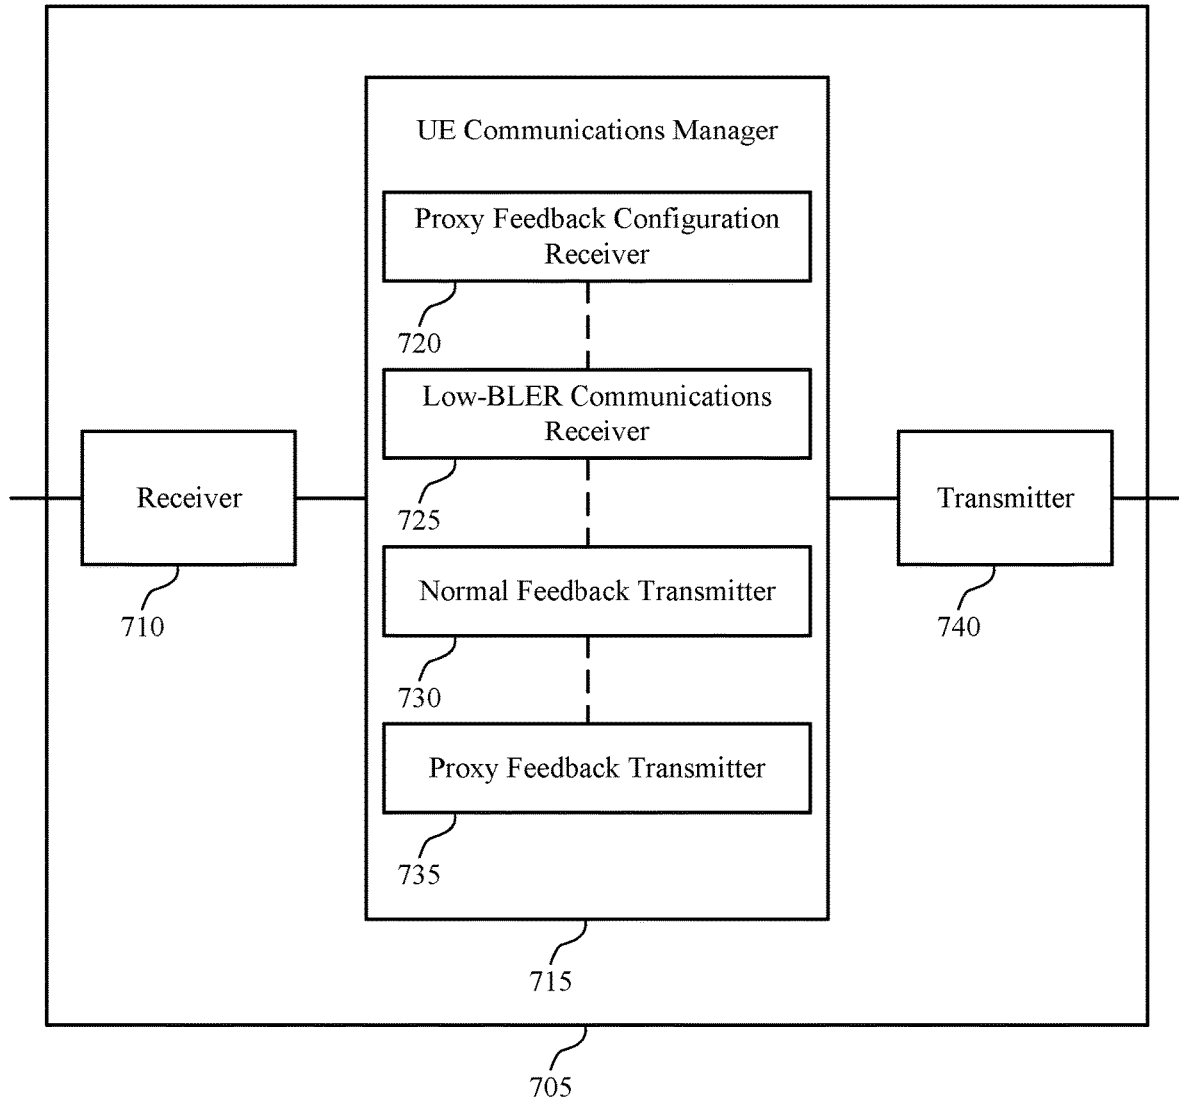 UE Communications Manager
Proxy Feedback Configuration
Receiver
720
Low-BLER Communications
Receiver
725
Receiver
710
Transmitter
740
Normal Feedback Transmitter
730
Proxy Feedback Transmitter
735
715
705